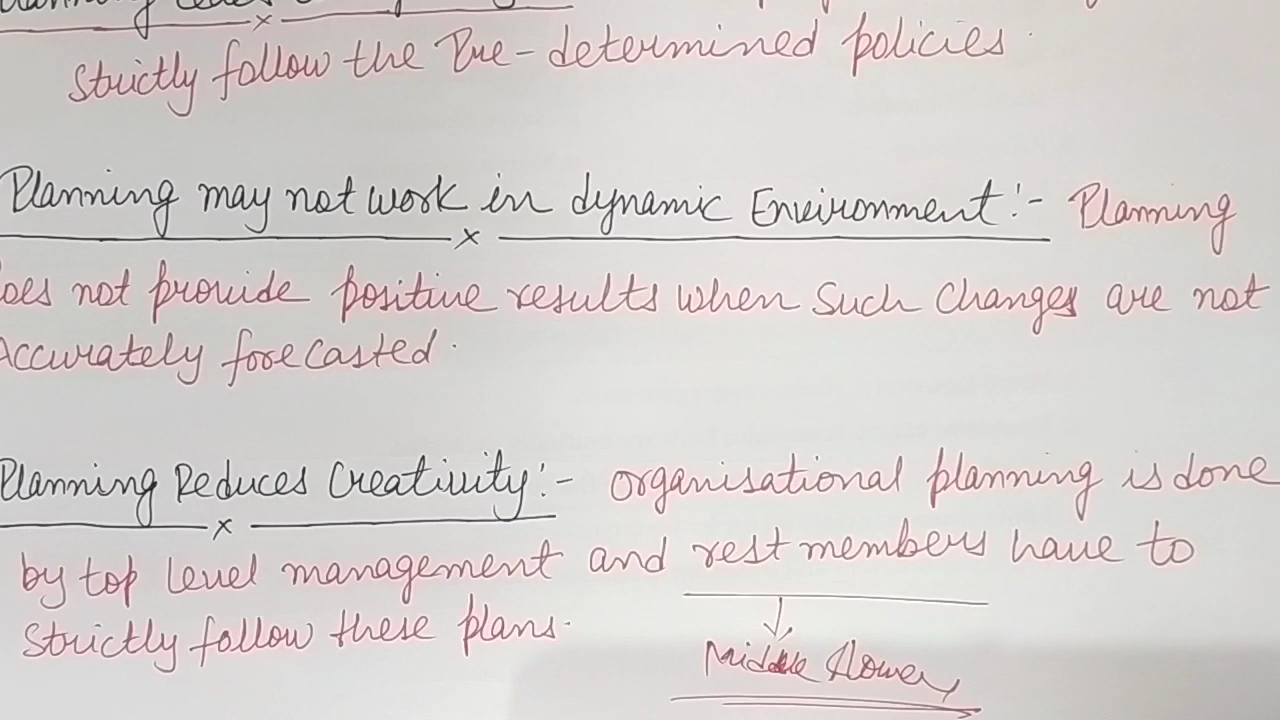 Strictly follow the Pre-determined policies.
Planning may not work in dynamic Environment:- Planning
oes not provide positive results when such changes are not
Accurately forecasted.
Planning Reduces Creativity:- organisational planning is done
by top level management and rest members have to
Strictly follow these plans.
Middle